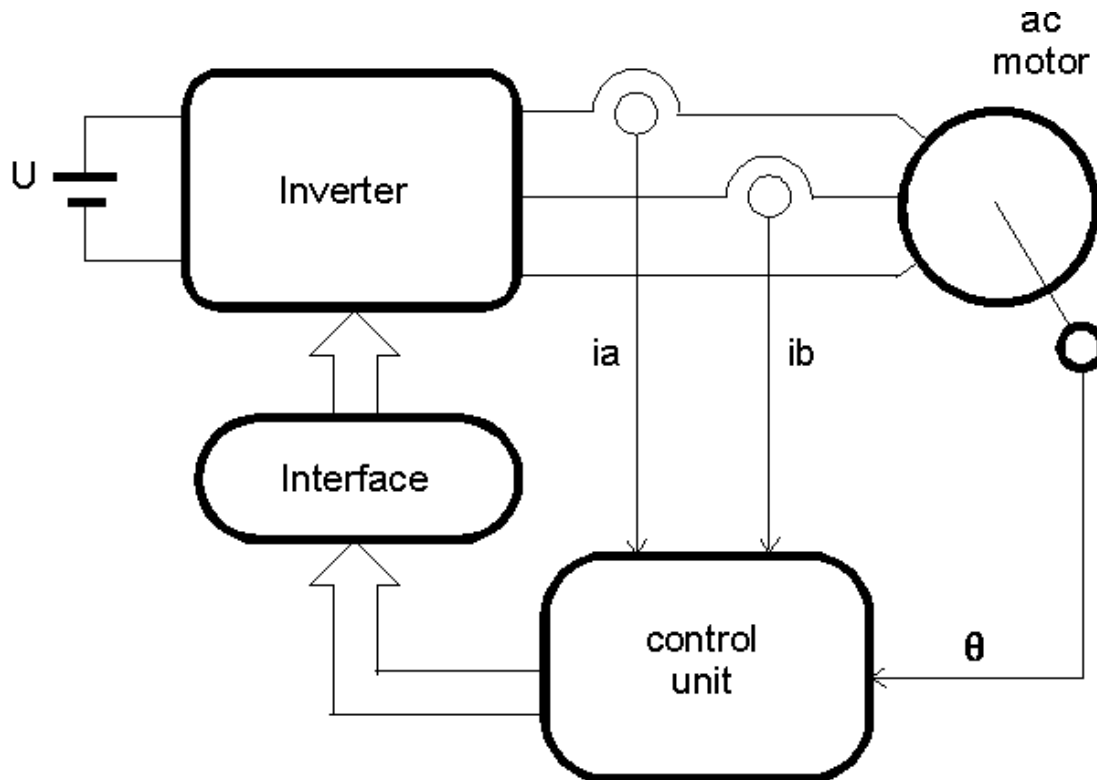 ac
motor
U
Inverter
ia
ib
Interface
control
unit
θ